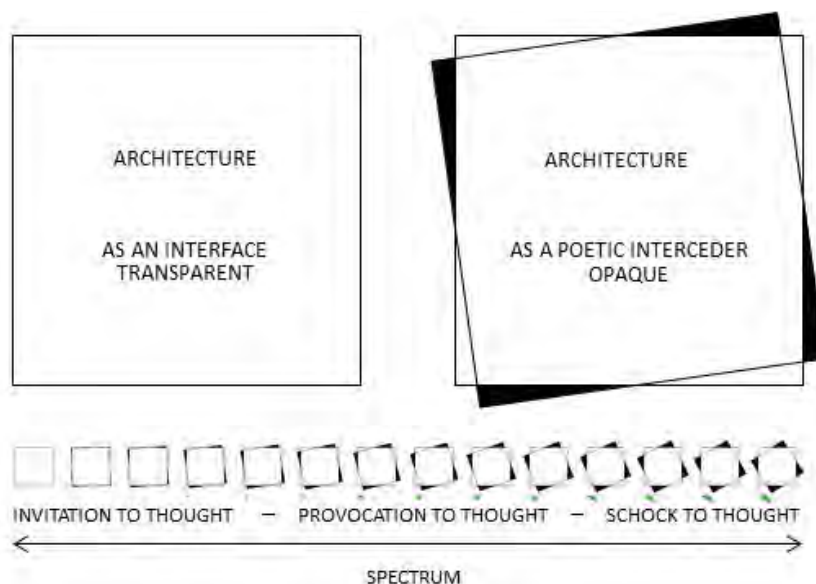 ARCHITECTURE
AS AN INTERFACE
TRANSPARENT
ARCHITECTURE
AS A POETIC INTERCEDER
OPAQUE
INVITATION TO THOUGHT – PROVOCATION TO THOUGHT – SCHOCK TO THOUGHT
SPECTRUM